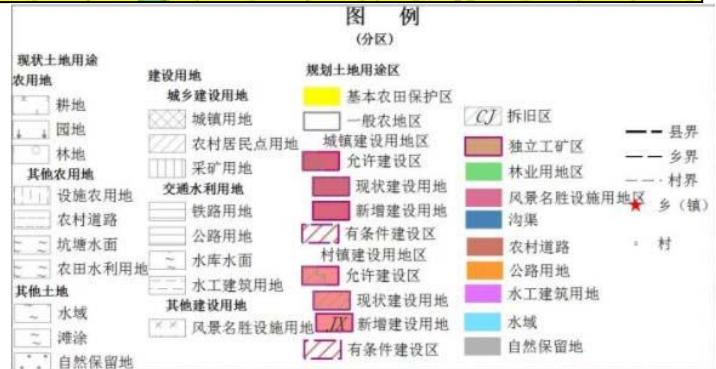 图 例
(分区)
现状土地用途
农用地
耕地
园地
林地
其他农用地
设施农用地
农村道路
坑塘水面
农田水利用地
其他土地
水域
滩涂
自然保留地
建设用地
城乡建设用地
城镇用地
农村居民点用地
采矿用地
交通水利用地
铁路用地
公路用地
水库水面
水工建筑用地
其他建设用地
风景名胜设施用地
规划土地用途区
基本农田保护区
一般农地区
城镇建设用地区
允许建设区
现状建设用地
新增建设用地
有条件建设区
村镇建设用地区
允许建设区
现状建设用地
JX 新增建设用地
有条件建设区
CJ 拆旧区
独立工矿区
林业用地区
风景名胜设施用地区
沟渠
农村道路
公路用地
水工建筑用地
水域
自然保留地
县界
乡界
村界
乡（镇）
村